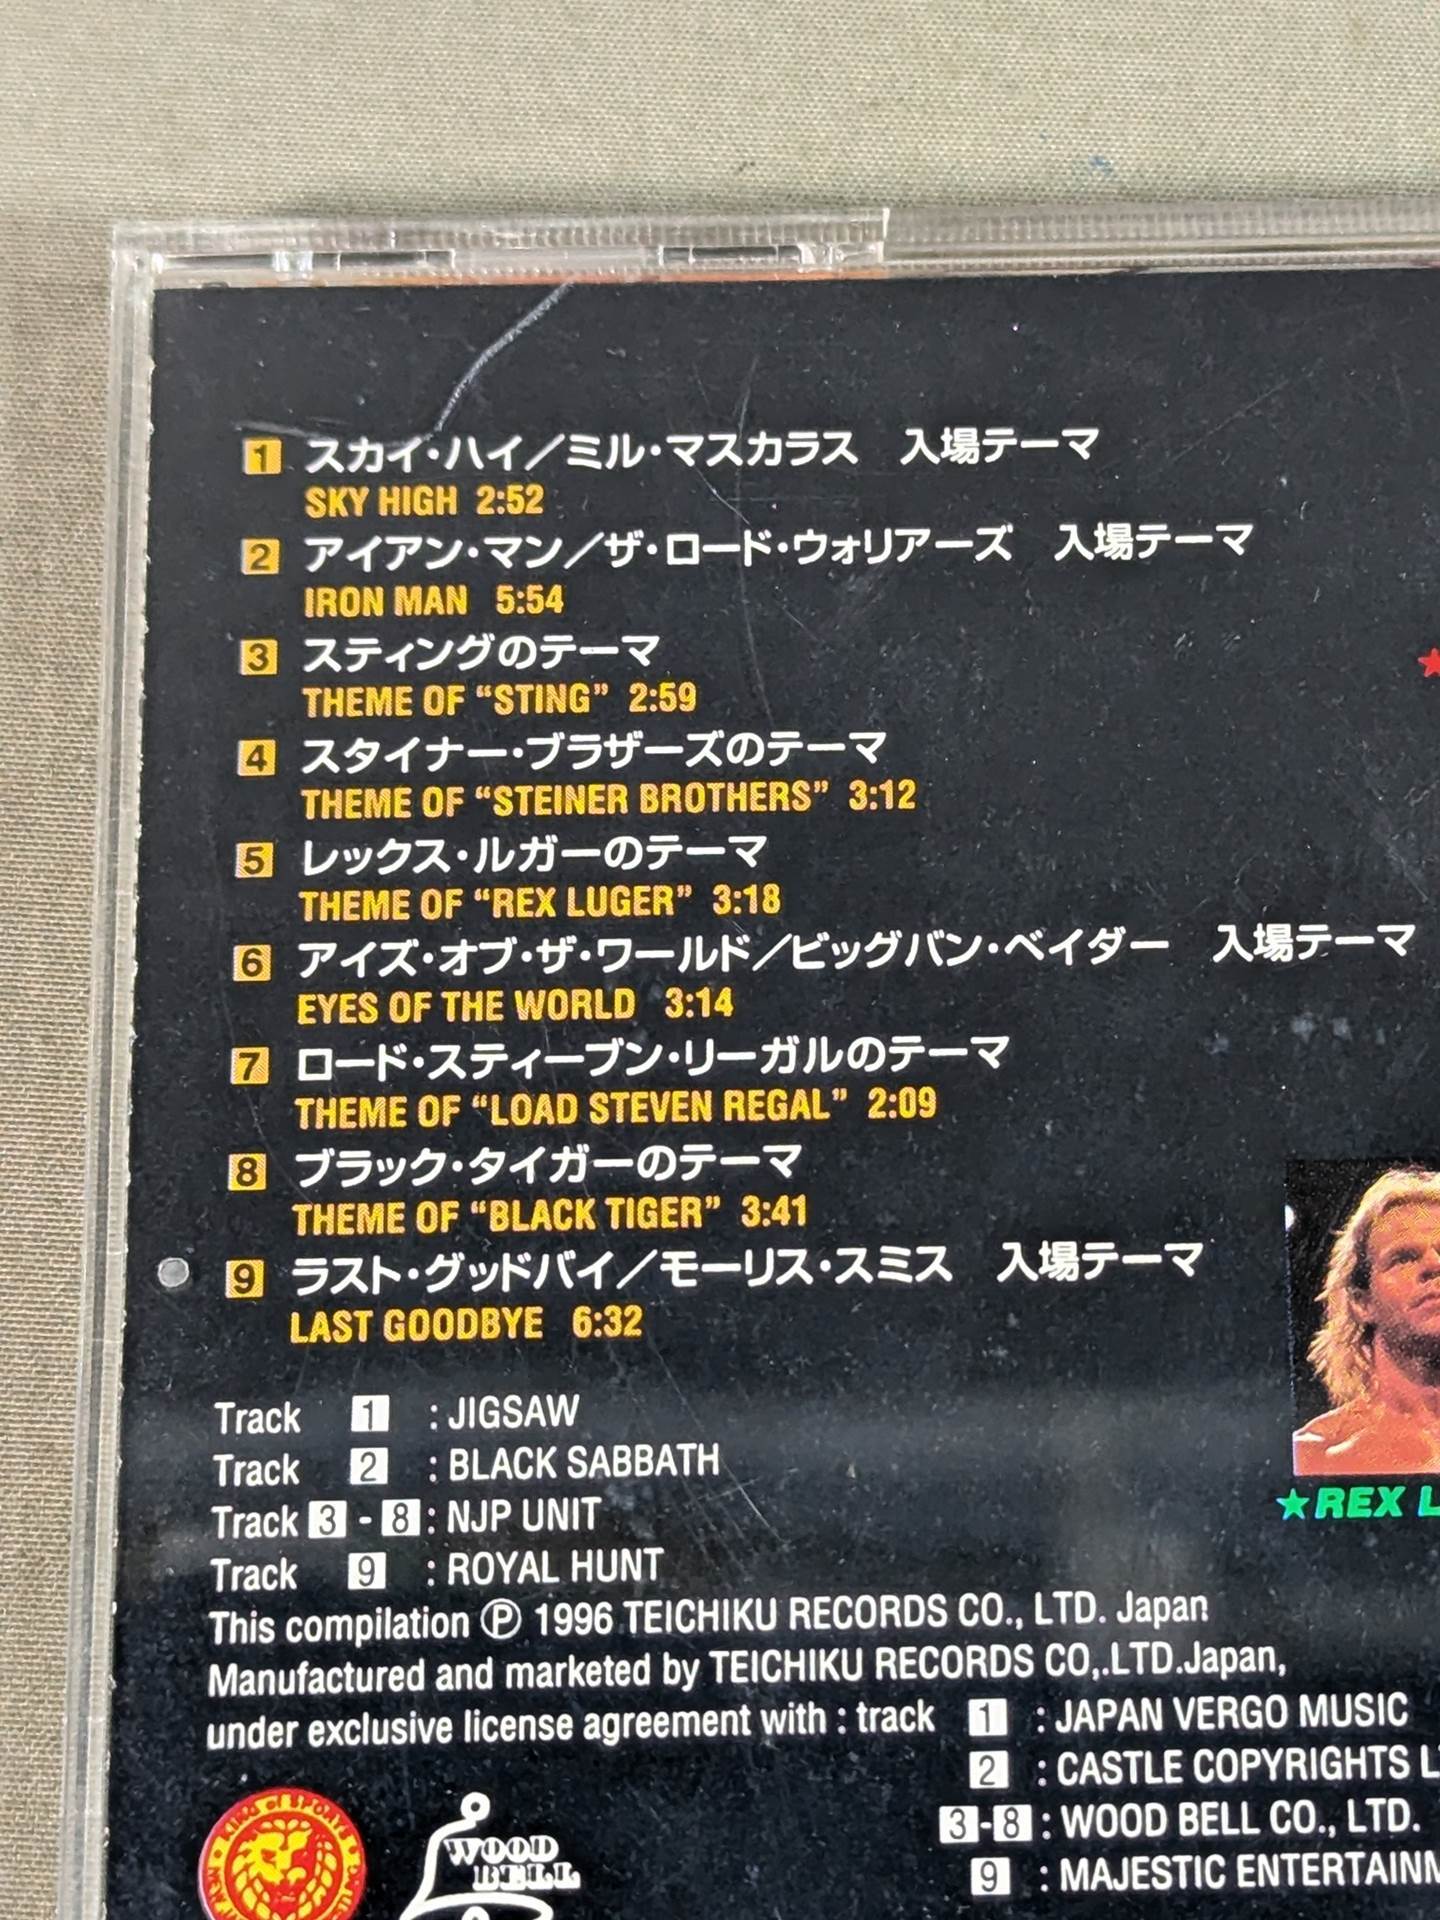 1 スカイ・ハイ／ミル・マスカラス 入場テーマ
SKY HIGH 2:52
2 アイアン・マン／ザ・ロード・ウォリアーズ 入場テーマ
IRON MAN 5:54
3 スティングのテーマ
THEME OF "STING" 2:59
4 スタイナー・ブラザーズのテーマ
THEME OF "STEINER BROTHERS" 3:12
5 レックス・ルガーのテーマ
THEME OF "REX LUGER" 3:18
6 アイズ・オブ・ザ・ワールド／ビッグバン・ベイダー 入場テーマ
EYES OF THE WORLD 3:14
7 ロード・スティーブン・リーガルのテーマ
THEME OF "LOAD STEVEN REGAL" 2:09
8 ブラック・タイガーのテーマ
THEME OF "BLACK TIGER" 3:41
9 ラスト・グッドバイ／モーリス・スミス 入場テーマ
LAST GOODBYE 6:32
★REX L
Track 1 : JIGSAW
Track 2 : BLACK SABBATH
Track 3 - 8 : NJP UNIT
Track 9 : ROYAL HUNT
This compilation Ⓟ 1996 TEICHIKU RECORDS CO., LTD. Japan
Manufactured and marketed by TEICHIKU RECORDS CO,.LTD.Japan,
under exclusive license agreement with : track 1 : JAPAN VERGO MUSIC
2 : CASTLE COPYRIGHTS L
3-8 : WOOD BELL CO., LTD.
9 : MAJESTIC ENTERTAINM
KING of SPORTS
WOOD
BELL